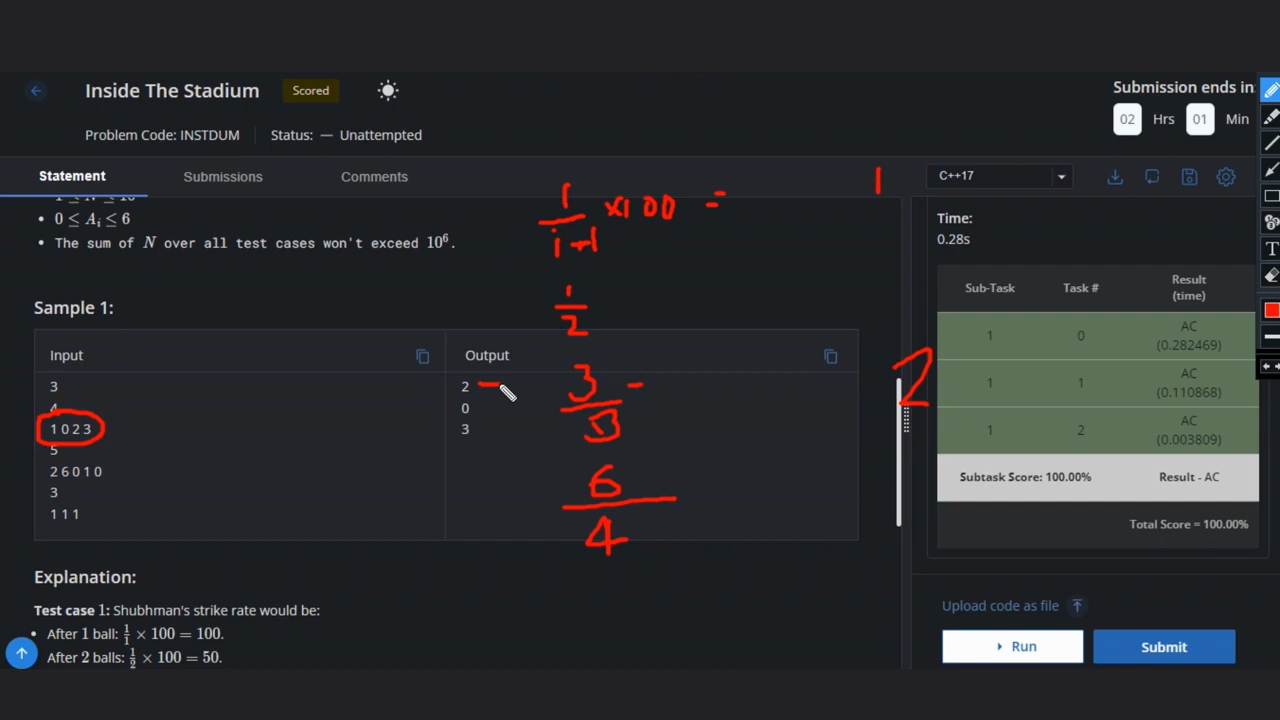 Inside The Stadium
Scored
Submission ends in:
02 Hrs 01 Min
Problem Code: INSTDUM
Status: — Unattempted
Statement
Submissions
Comments
C++17
• 0 ≤ Aᵢ ≤ 6
• The sum of N over all test cases won't exceed 10⁶.
1/(i+1) ×100 =
1
1/2
3/3 -
6/4
2
Sample 1:
Input
3
4
1 0 2 3
5
2 6 0 1 0
3
1 1 1
Output
2
0
3
Explanation:
Test case 1: Shubhman's strike rate would be:
• After 1 ball: 1/1 × 100 = 100.
• After 2 balls: 1/2 × 100 = 50.
Time:
0.28s
Sub-Task Task # Result (time)
1 0 AC (0.282469)
1 1 AC (0.110868)
1 2 AC (0.003809)
Subtask Score: 100.00% Result - AC
Total Score = 100.00%
Upload code as file
Run
Submit
T